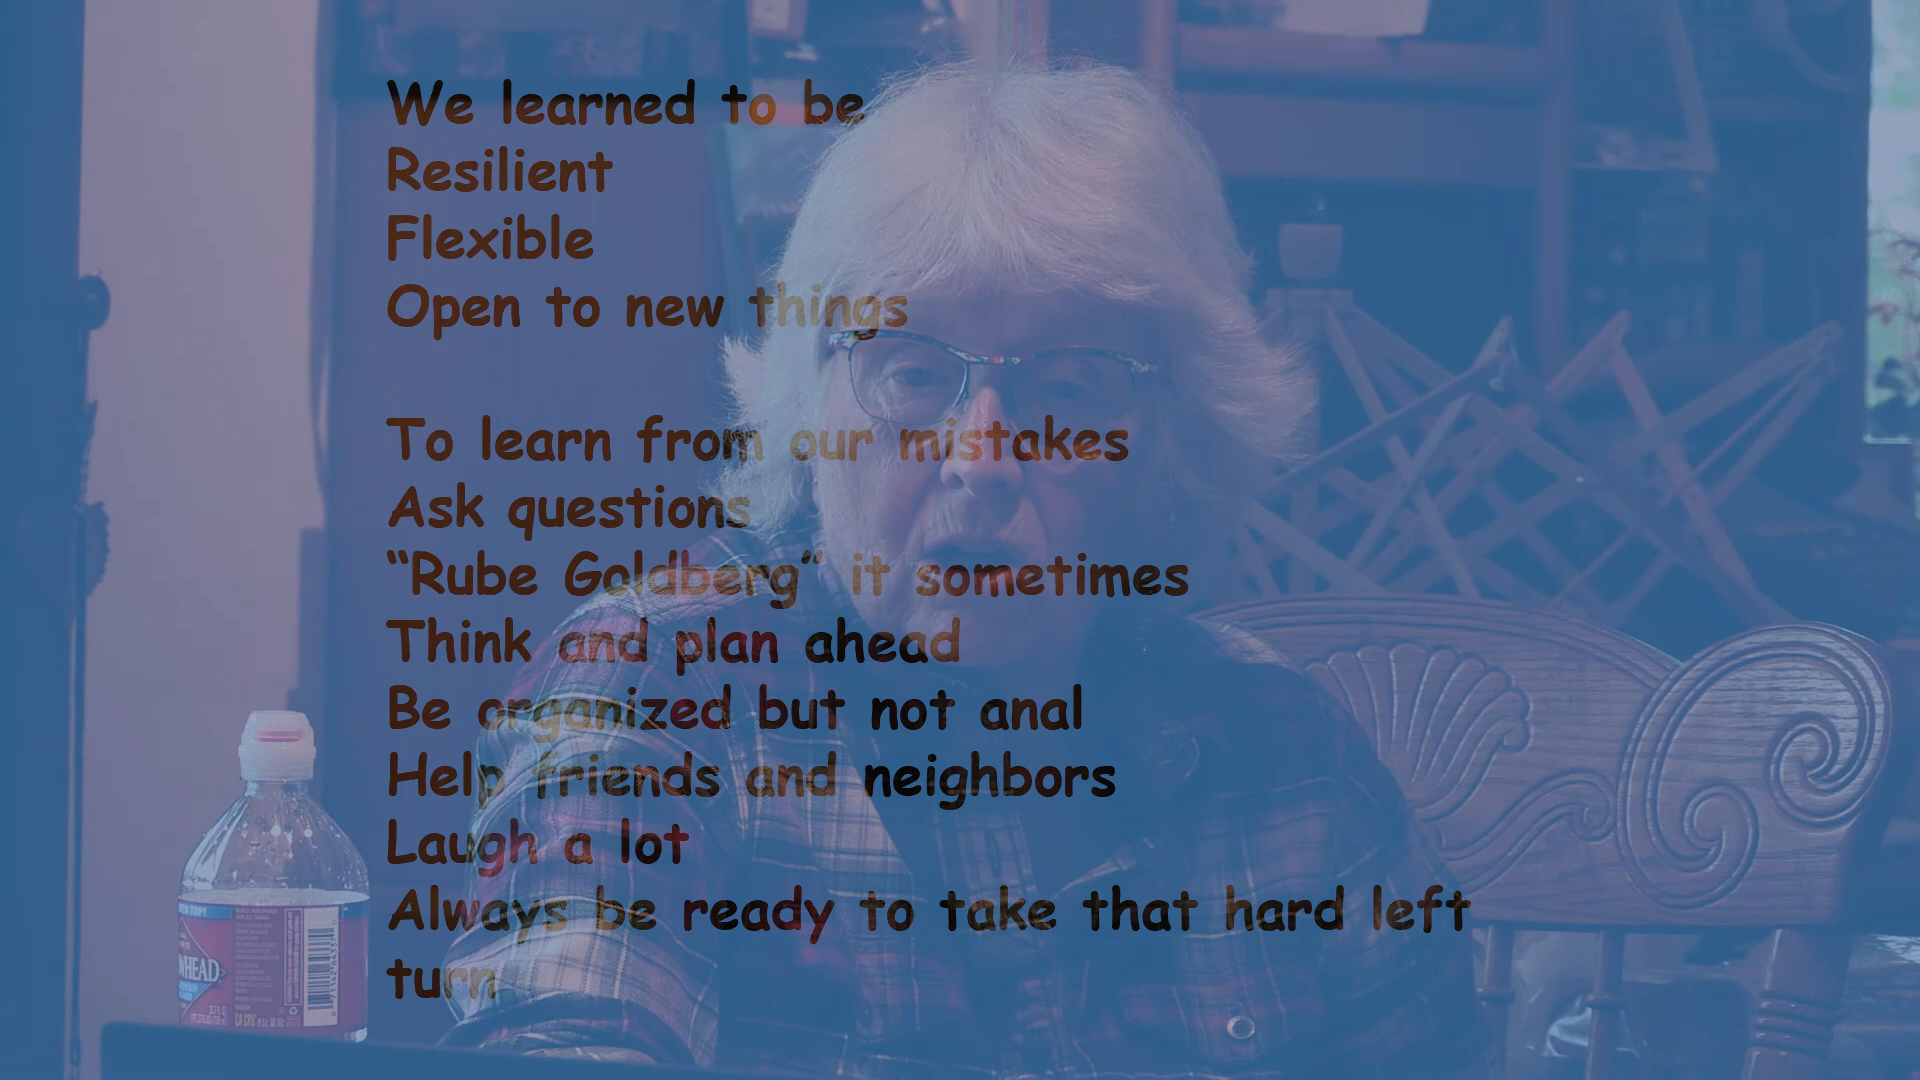 We learned to be
Resilient
Flexible
Open to new things
To learn from our mistakes
Ask questions
“Rube Goldberg” it sometimes
Think and plan ahead
Be organized but not anal
Help friends and neighbors
Laugh a lot
Always be ready to take that hard left
turn
WHEAD